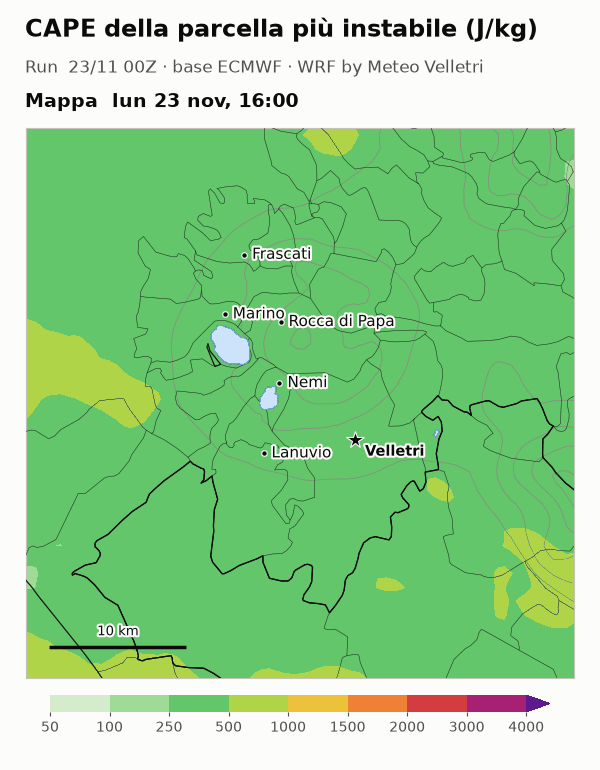 CAPE della parcella più instabile (J/kg)
Run  23/11 00Z · base ECMWF · WRF by Meteo Velletri
Mappa  lun 23 nov, 16:00
Frascati
Marino
Rocca di Papa
Nemi
Velletri
Lanuvio
10 km
50 100 250 500 1000 1500 2000 3000 4000